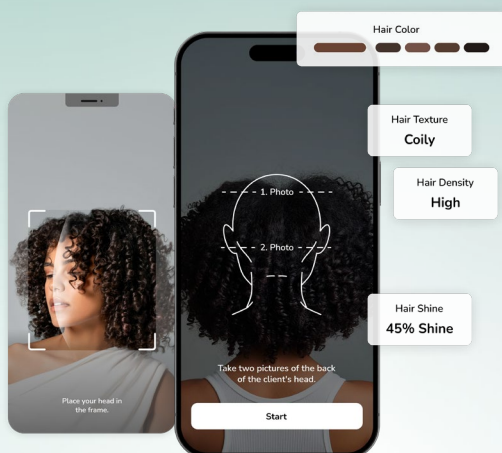 Hair Color
Hair Texture
Coily
Hair Density
High
1. Photo
2. Photo
Hair Shine
45% Shine
Take two pictures of the back
of the client's head.
Start
Place your head in
the frame.